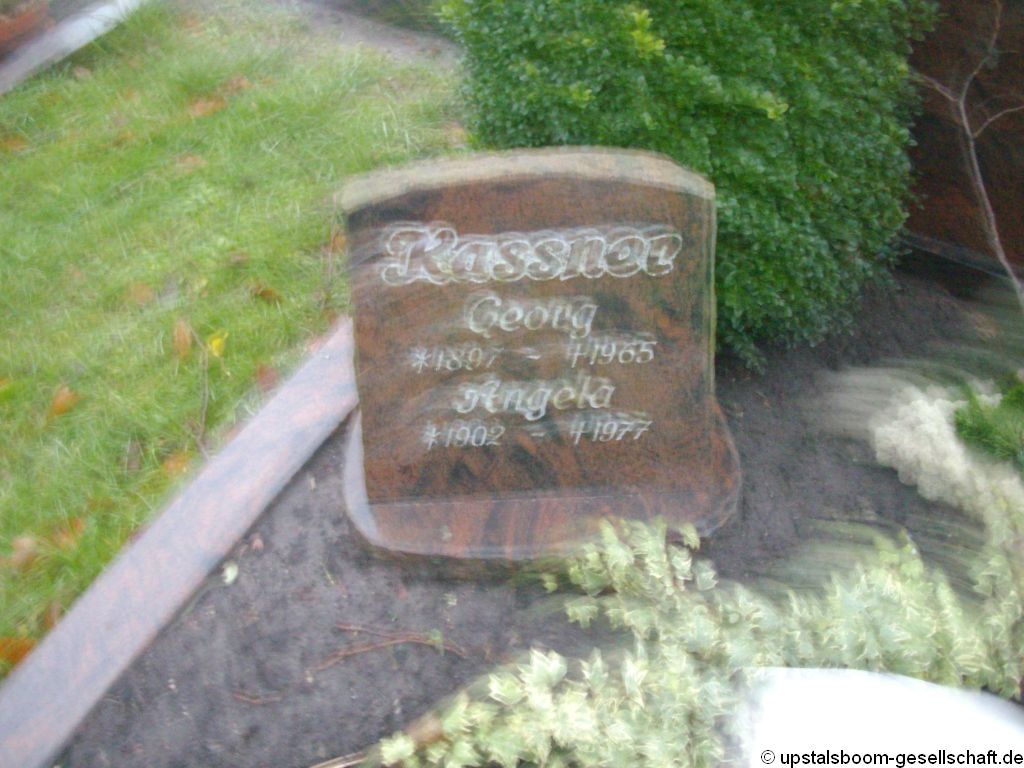 Kassner
Georg
*1897 - †1965
Angela
*1902 - †1977
© upstalsboom-gesellschaft.de